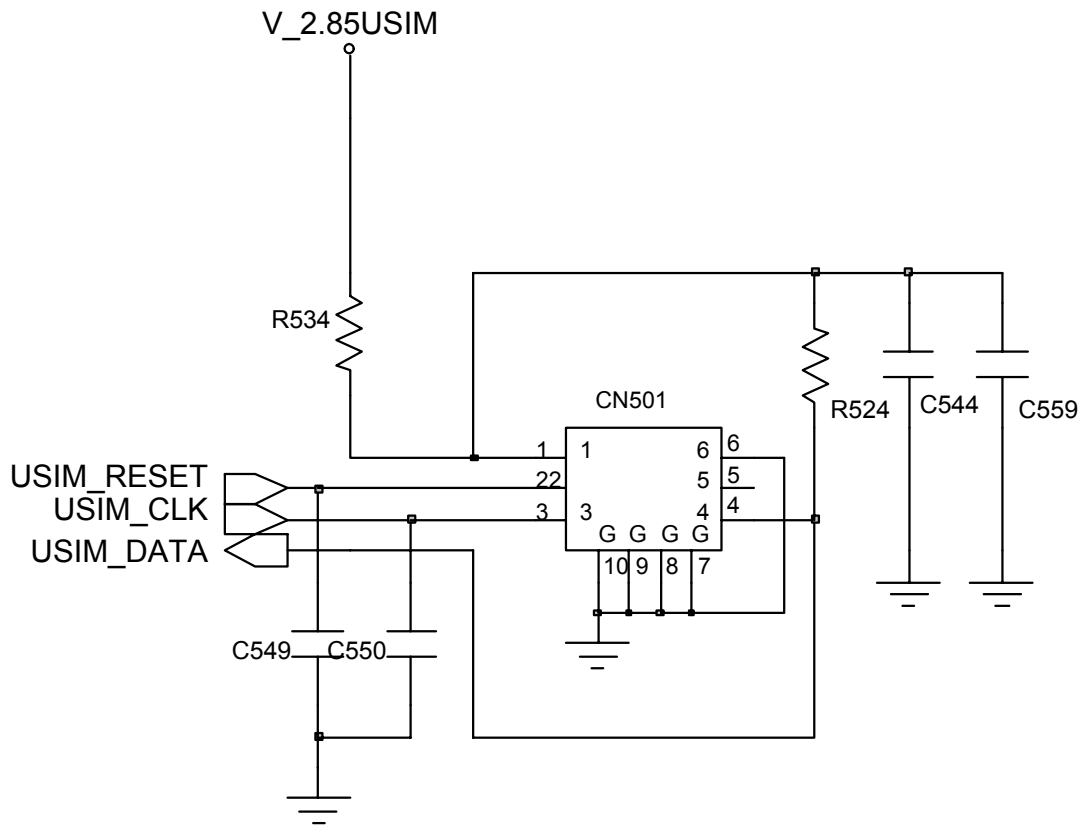 V_2.85USIM
R534
R524
C544
C559
CN501
1 1 6 6
USIM_RESET
22 5 5
USIM_CLK
3 3 4 4
USIM_DATA
G G G G
10 9 8 7
C549
C550